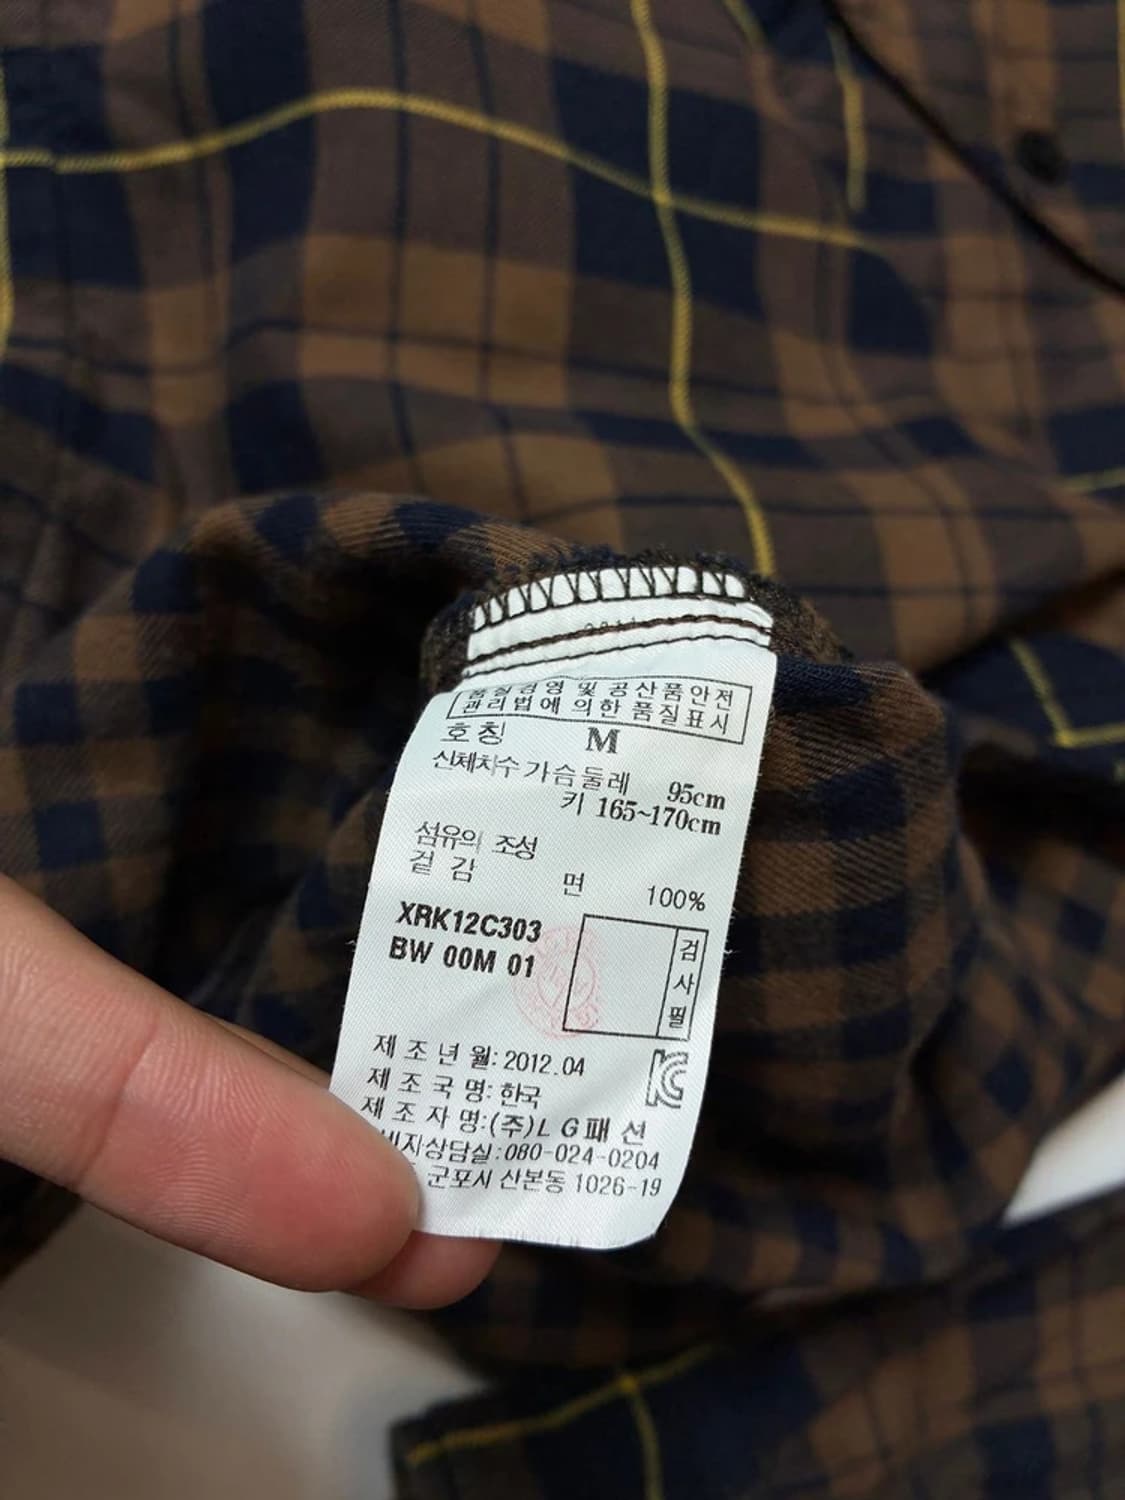 품질경영 및 공산품안전
관리법에 의한 품질표시
호칭 M
신체치수 가슴둘레 95cm
키 165~170cm
섬유의 조성
겉감 면 100%
XRK12C303
BW 00M 01
검사필
제조년월: 2012.04
KC
제조국명: 한국
제조자명:(주)LG패션
비자상담실:080-024-0204
군포시 산본동 1026-19